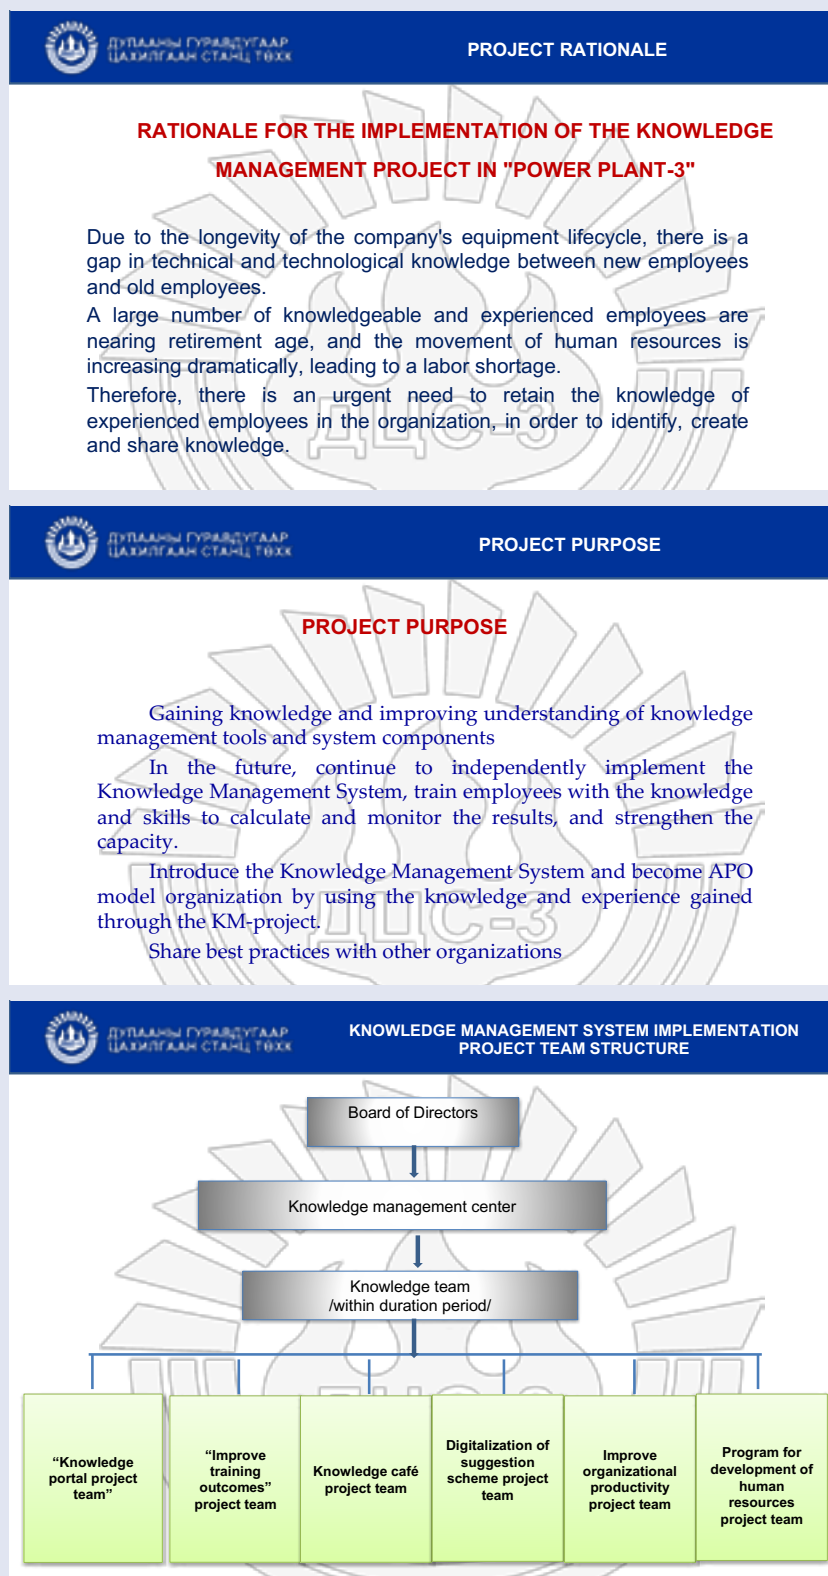 ДУЛААНЫ ГУРАВДУГААР
ЦАХИЛГААН СТАНЦ ТӨХК
PROJECT RATIONALE
RATIONALE FOR THE IMPLEMENTATION OF THE KNOWLEDGE
MANAGEMENT PROJECT IN "POWER PLANT-3"
Due to the longevity of the company's equipment lifecycle, there is a
gap in technical and technological knowledge between new employees
and old employees.
A large number of knowledgeable and experienced employees are
nearing retirement age, and the movement of human resources is
increasing dramatically, leading to a labor shortage.
Therefore, there is an urgent need to retain the knowledge of
experienced employees in the organization, in order to identify, create
and share knowledge.
ДЦС-3
ДУЛААНЫ ГУРАВДУГААР
ЦАХИЛГААН СТАНЦ ТӨХК
PROJECT PURPOSE
PROJECT PURPOSE
Gaining knowledge and improving understanding of knowledge
management tools and system components
In the future, continue to independently implement the
Knowledge Management System, train employees with the knowledge
and skills to calculate and monitor the results, and strengthen the
capacity.
Introduce the Knowledge Management System and become APO
model organization by using the knowledge and experience gained
through the KM-project.
Share best practices with other organizations
ДЦС-3
ДУЛААНЫ ГУРАВДУГААР
ЦАХИЛГААН СТАНЦ ТӨХК
KNOWLEDGE MANAGEMENT SYSTEM IMPLEMENTATION
PROJECT TEAM STRUCTURE
Board of Directors
Knowledge management center
Knowledge team
/within duration period/
“Knowledge
portal project
team”
“Improve
training
outcomes”
project team
Knowledge café
project team
Digitalization of
suggestion
scheme project
team
Improve
organizational
productivity
project team
Program for
development of
human
resources
project team